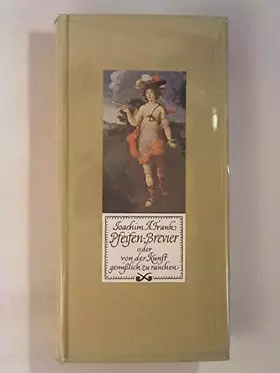 Joachim A. Frank
Pfeifen-Brevier
oder
von der Kunst
genüßlich zu rauchen